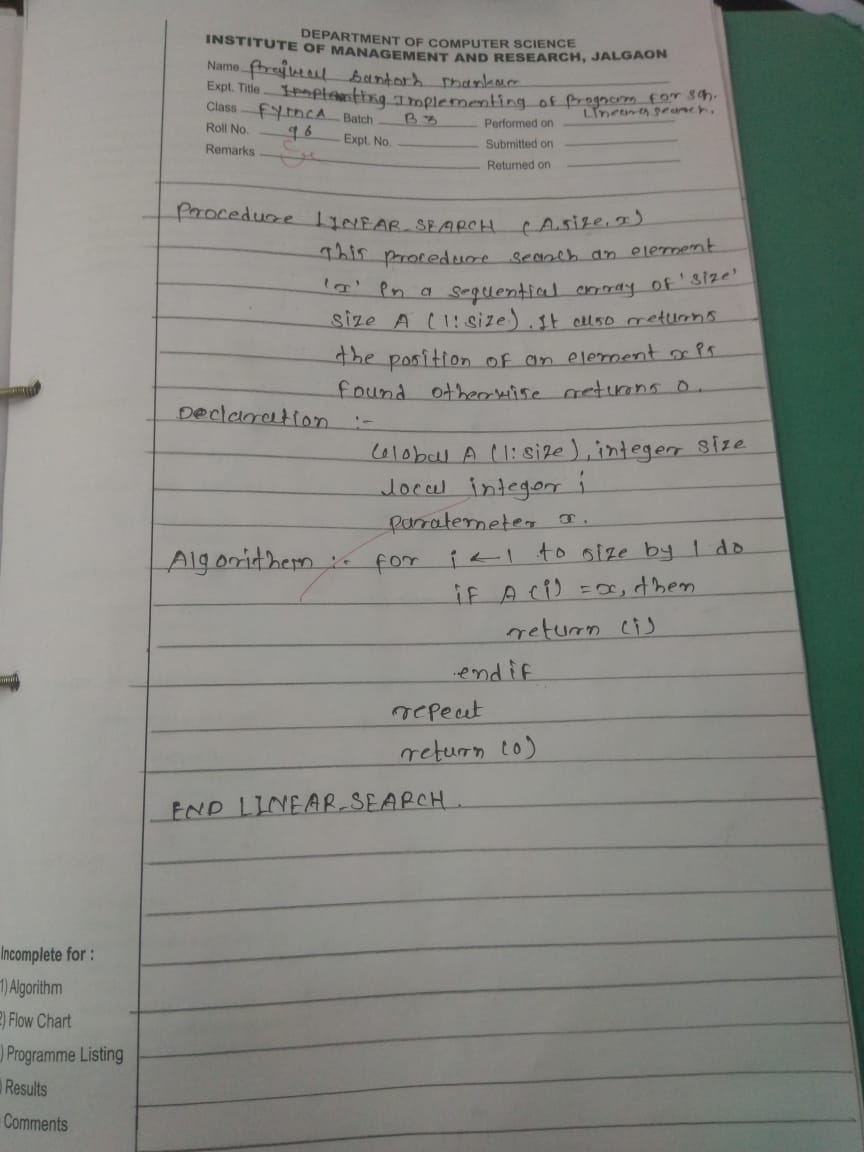 DEPARTMENT OF COMPUTER SCIENCE
INSTITUTE OF MANAGEMENT AND RESEARCH, JALGAON
Name Santosh
Expt. Title Implementing of Program for sqn.
Linear search.
Class FYMCA Batch B3 Performed on
Roll No. 96 Expt. No. Submitted on
Remarks Returned on
Procedure LINEAR_SEARCH (A,size,x)
This procedure search an element
'x' in a sequential array of 'size'
size A (1:size). It also returns
the position of an element x is
found otherwise returns 0.
Declaration :-
Global A (1:size), integer size
local integer i
parrateneter x.
Algorithem :- for i ← 1 to size by 1 do
if A(i) = x, then
return (i)
endif
repeat
return (0)
END LINEAR_SEARCH.
Incomplete for :
1) Algorithm
2) Flow Chart
) Programme Listing
Results
Comments